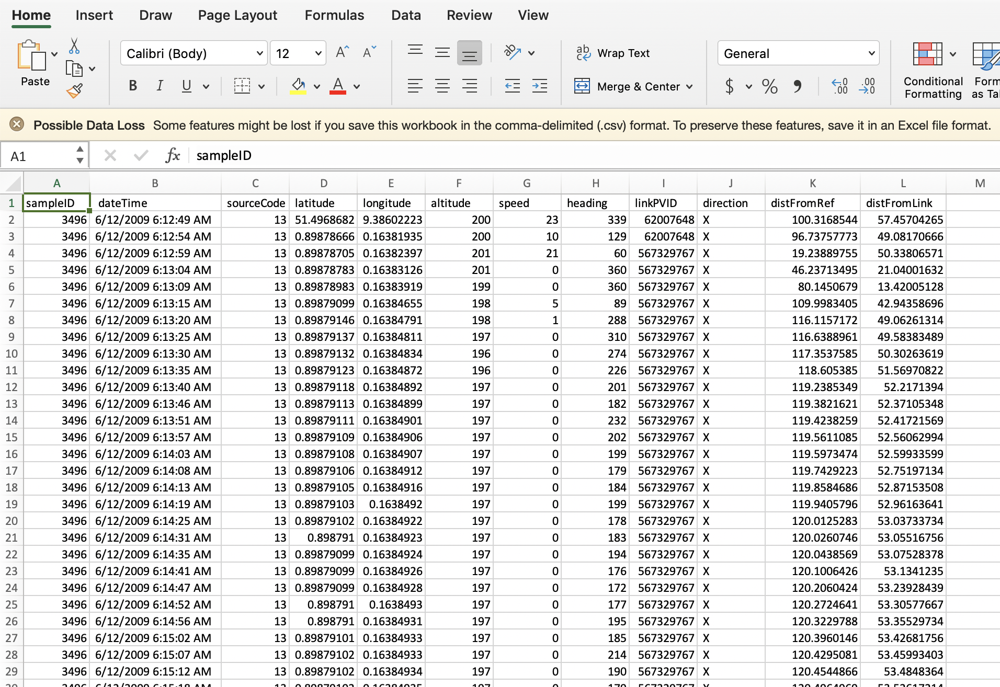 Home Insert Draw Page Layout Formulas Data Review View
Calibri (Body) 12 A A ab Wrap Text General
Paste B I U A Merge & Center $ % Conditional Formatting
Possible Data Loss Some features might be lost if you save this workbook in the comma-delimited (.csv) format. To preserve these features, save it in an Excel file format.
A1 fx sampleID
A B C D E F G H I J K L M
1 sampleID dateTime sourceCode latitude longitude altitude speed heading linkPVID direction distFromRef distFromLink
2 3496 6/12/2009 6:12:49 AM 13 51.4968682 9.38602223 200 23 339 62007648 X 100.3168544 57.45704265
3 3496 6/12/2009 6:12:54 AM 13 0.89878666 0.16381935 200 10 129 62007648 X 96.73757773 49.08170666
4 3496 6/12/2009 6:12:59 AM 13 0.89878705 0.16382397 201 21 60 567329767 X 19.23889755 50.33806571
5 3496 6/12/2009 6:13:04 AM 13 0.89878783 0.16383126 201 0 360 567329767 X 46.23713495 21.04001632
6 3496 6/12/2009 6:13:09 AM 13 0.89878983 0.16383919 199 0 360 567329767 X 80.1450679 13.42005128
7 3496 6/12/2009 6:13:15 AM 13 0.89879099 0.16384655 198 5 89 567329767 X 109.9983405 42.94358696
8 3496 6/12/2009 6:13:20 AM 13 0.89879146 0.16384791 198 1 288 567329767 X 116.1157172 49.06261314
9 3496 6/12/2009 6:13:25 AM 13 0.89879137 0.16384811 197 0 310 567329767 X 116.6388961 49.58383489
10 3496 6/12/2009 6:13:30 AM 13 0.89879132 0.16384834 196 0 274 567329767 X 117.3537585 50.30263619
11 3496 6/12/2009 6:13:35 AM 13 0.89879123 0.16384872 196 0 226 567329767 X 118.605385 51.56970822
12 3496 6/12/2009 6:13:40 AM 13 0.89879118 0.16384892 197 0 201 567329767 X 119.2385349 52.2171394
13 3496 6/12/2009 6:13:46 AM 13 0.89879113 0.16384899 197 0 182 567329767 X 119.3821621 52.37105348
14 3496 6/12/2009 6:13:51 AM 13 0.89879111 0.16384901 197 0 232 567329767 X 119.4238259 52.41721569
15 3496 6/12/2009 6:13:57 AM 13 0.89879109 0.16384906 197 0 202 567329767 X 119.5611085 52.56062994
16 3496 6/12/2009 6:14:03 AM 13 0.89879108 0.16384907 197 0 199 567329767 X 119.5973474 52.59933599
17 3496 6/12/2009 6:14:08 AM 13 0.89879106 0.16384912 197 0 179 567329767 X 119.7429223 52.75197134
18 3496 6/12/2009 6:14:13 AM 13 0.89879105 0.16384916 197 0 184 567329767 X 119.8584686 52.87153508
19 3496 6/12/2009 6:14:19 AM 13 0.89879103 0.1638492 197 0 199 567329767 X 119.9405796 52.96163641
20 3496 6/12/2009 6:14:25 AM 13 0.89879102 0.16384922 197 0 178 567329767 X 120.0125283 53.03733734
21 3496 6/12/2009 6:14:31 AM 13 0.898791 0.16384923 197 0 183 567329767 X 120.0260746 53.05516756
22 3496 6/12/2009 6:14:35 AM 13 0.89879099 0.16384924 197 0 194 567329767 X 120.0438569 53.07528378
23 3496 6/12/2009 6:14:41 AM 13 0.89879099 0.16384926 197 0 176 567329767 X 120.1006426 53.1341235
24 3496 6/12/2009 6:14:47 AM 13 0.89879099 0.16384928 197 0 172 567329767 X 120.2060424 53.23928439
25 3496 6/12/2009 6:14:52 AM 13 0.898791 0.1638493 197 0 177 567329767 X 120.2724641 53.30577667
26 3496 6/12/2009 6:14:56 AM 13 0.898791 0.16384931 197 0 195 567329767 X 120.3229788 53.35529734
27 3496 6/12/2009 6:15:02 AM 13 0.89879101 0.16384933 197 0 185 567329767 X 120.3960146 53.42681756
28 3496 6/12/2009 6:15:07 AM 13 0.89879102 0.16384933 197 0 214 567329767 X 120.4295081 53.45993403
29 3496 6/12/2009 6:15:12 AM 13 0.89879102 0.16384934 197 0 190 567329767 X 120.4544866 53.4848364